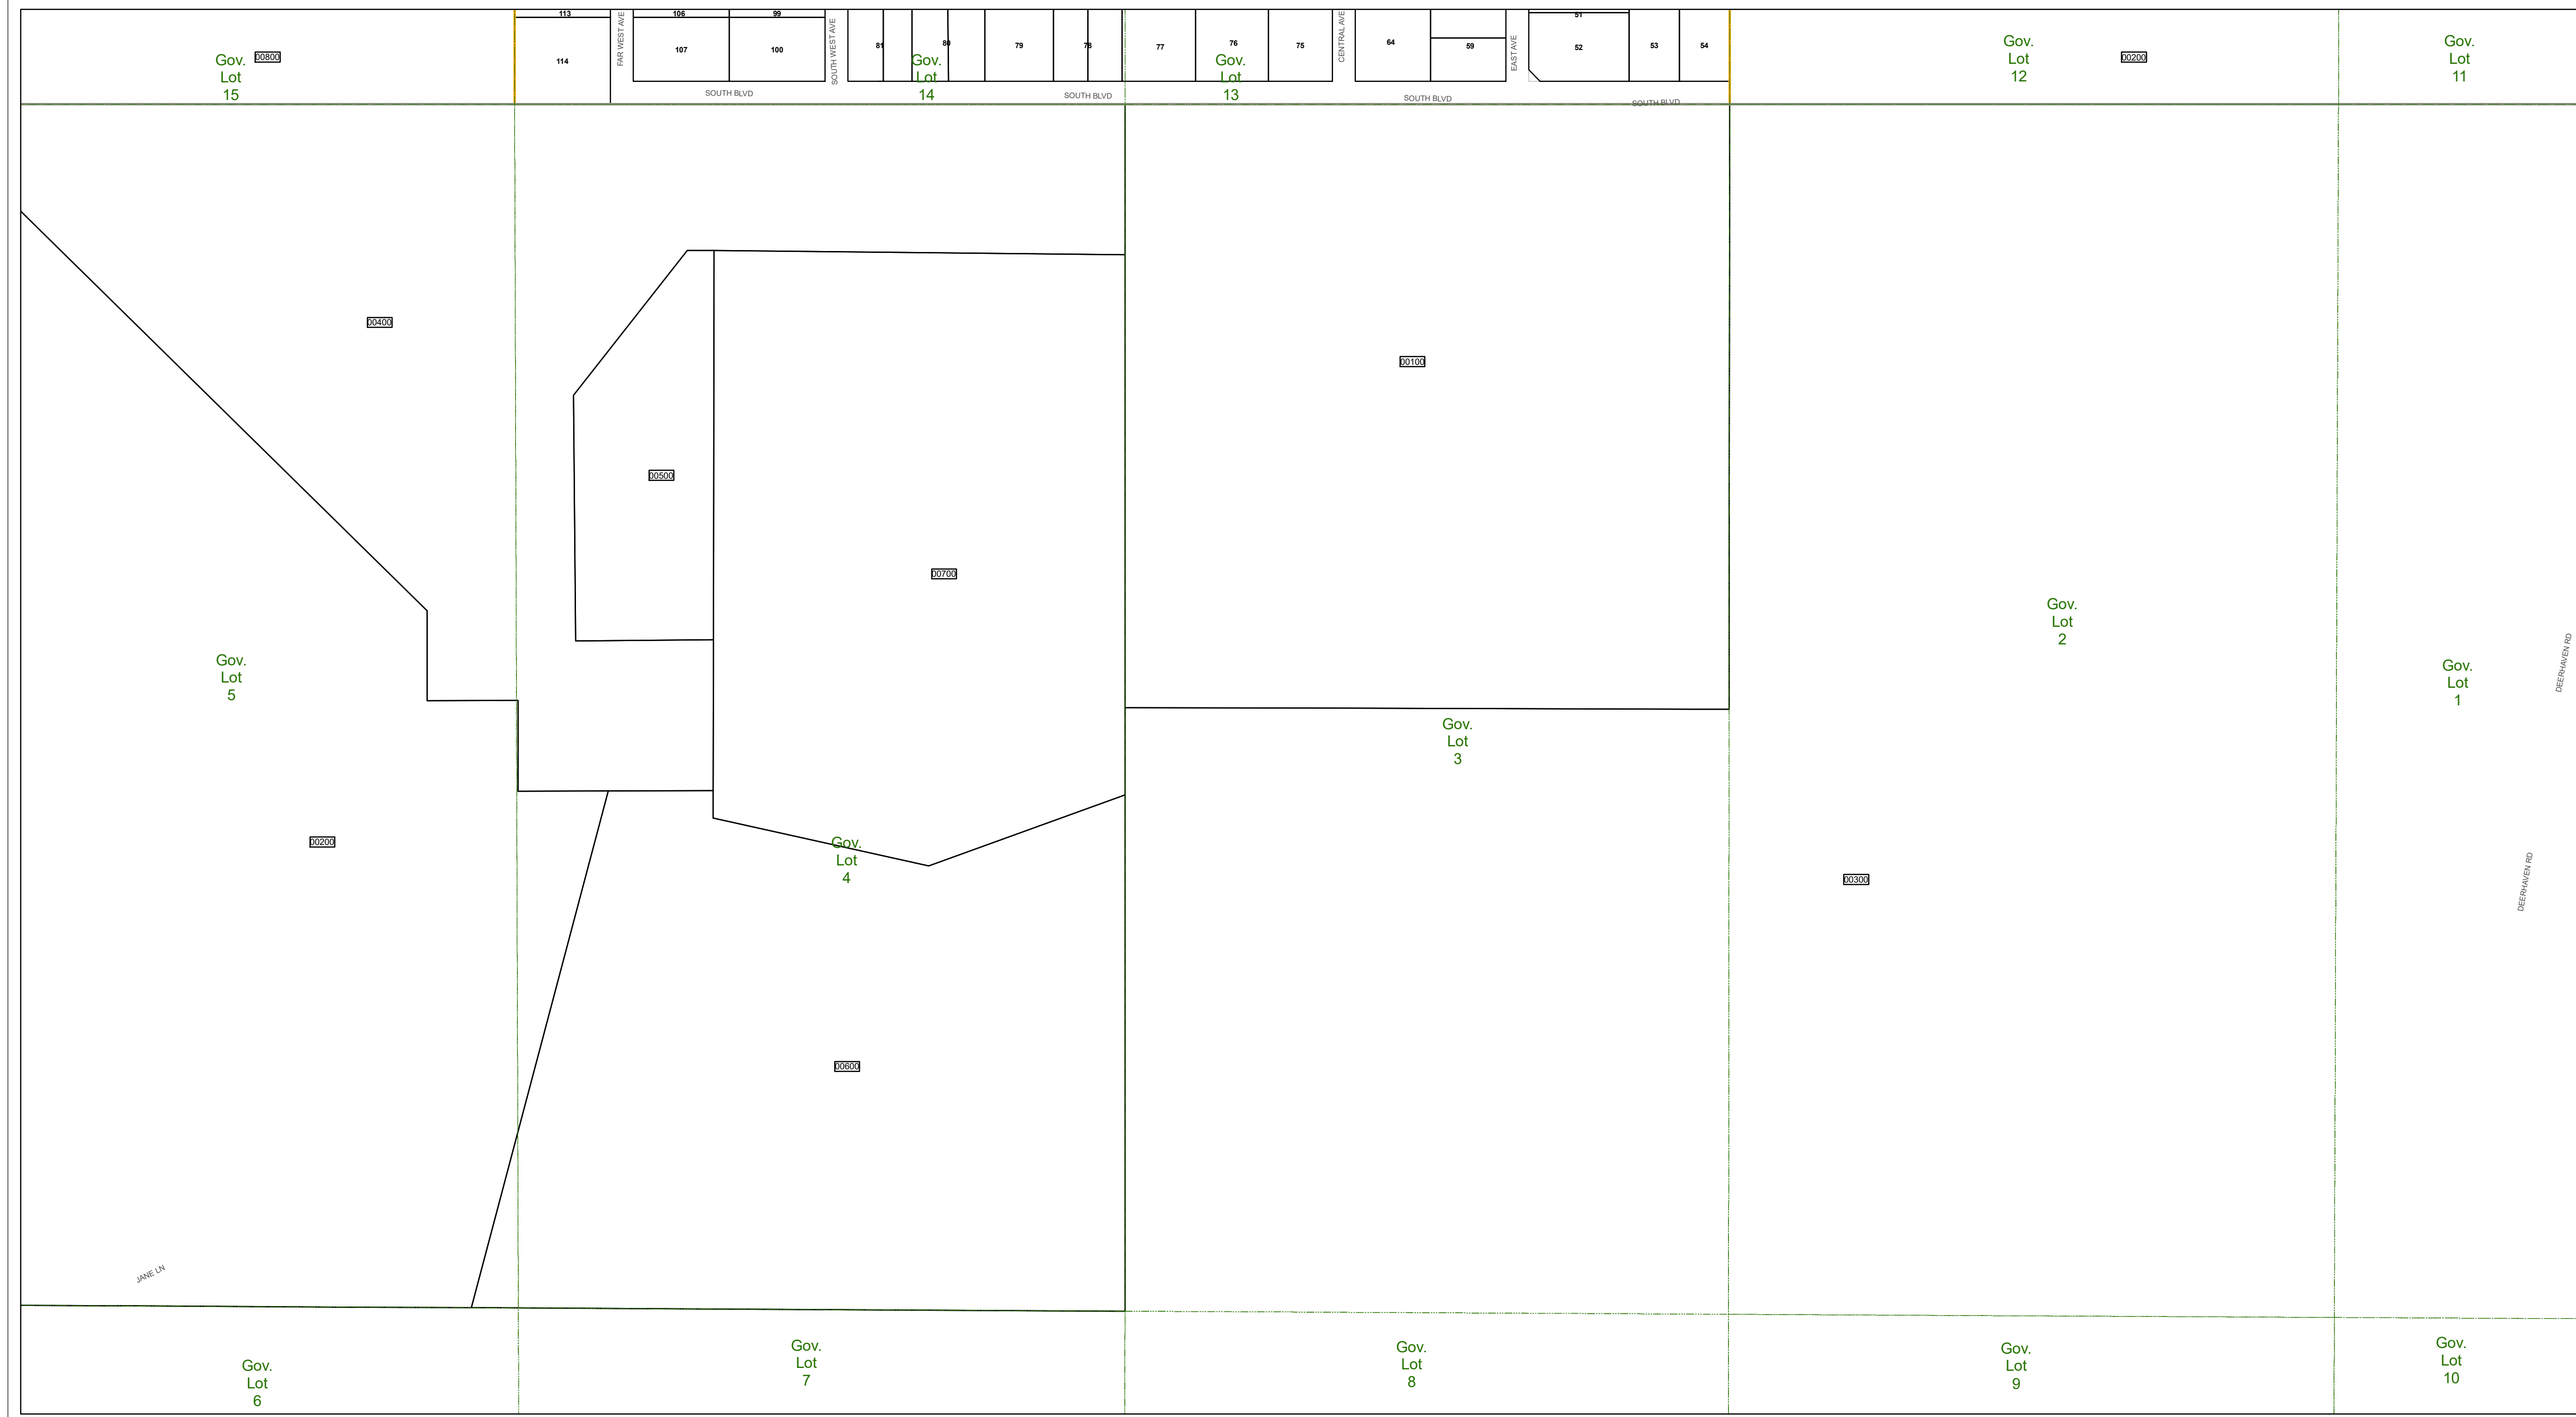 113
FAR WEST AVE
106
99
SOUTH WEST AVE
CENTRAL AVE
EAST AVE
51
114
107
100
81
80
79
78
77
76
75
64
59
52
53
54
Gov.
Lot
15
00800
Gov.
Lot
14
Gov.
Lot
13
Gov.
Lot
12
00200
Gov.
Lot
11
SOUTH BLVD
SOUTH BLVD
SOUTH BLVD
SOUTH BLVD
00400
00100
00500
00700
Gov.
Lot
2
Gov.
Lot
5
Gov.
Lot
1
DEERHAVEN RD
Gov.
Lot
3
00200
Gov.
Lot
4
00300
DEERHAVEN RD
00600
JANE LN
Gov.
Lot
6
Gov.
Lot
7
Gov.
Lot
8
Gov.
Lot
9
Gov.
Lot
10